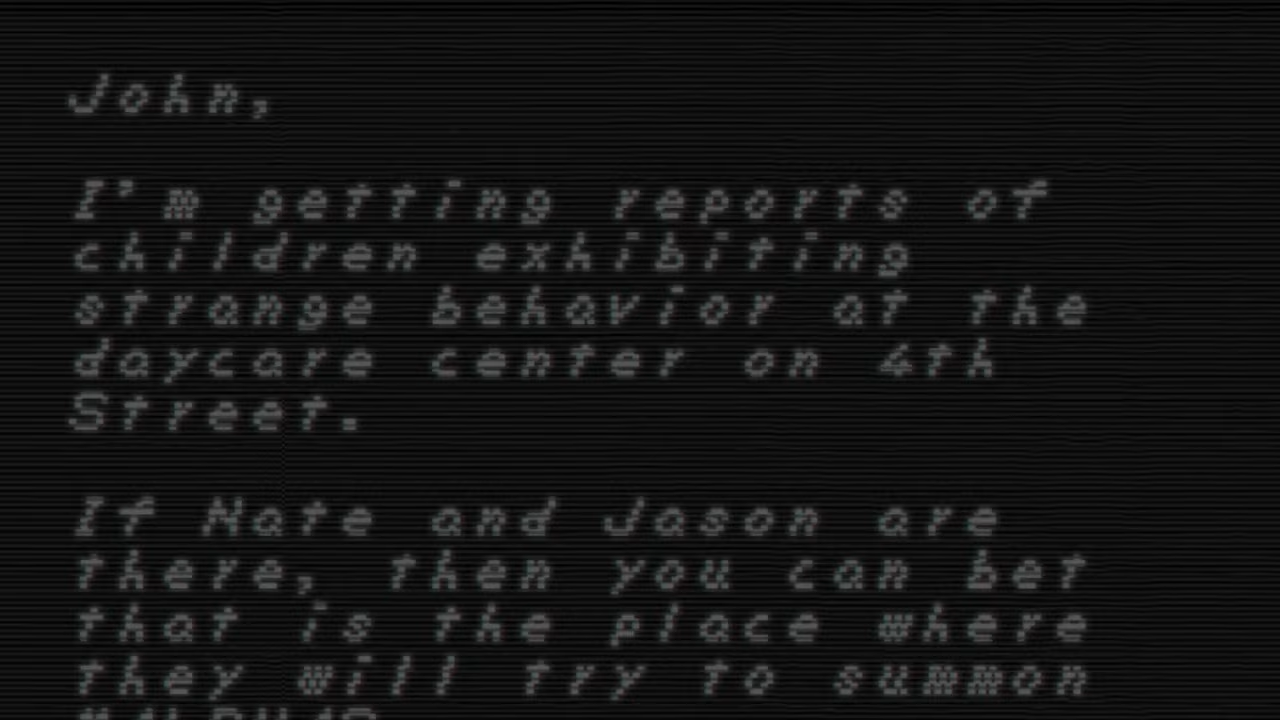 John,
I'm getting reports of
children exhibiting
strange behavior at the
daycare center on 4th
Street.
If Nate and Jason are
there, then you can bet
that is the place where
they will try to summon